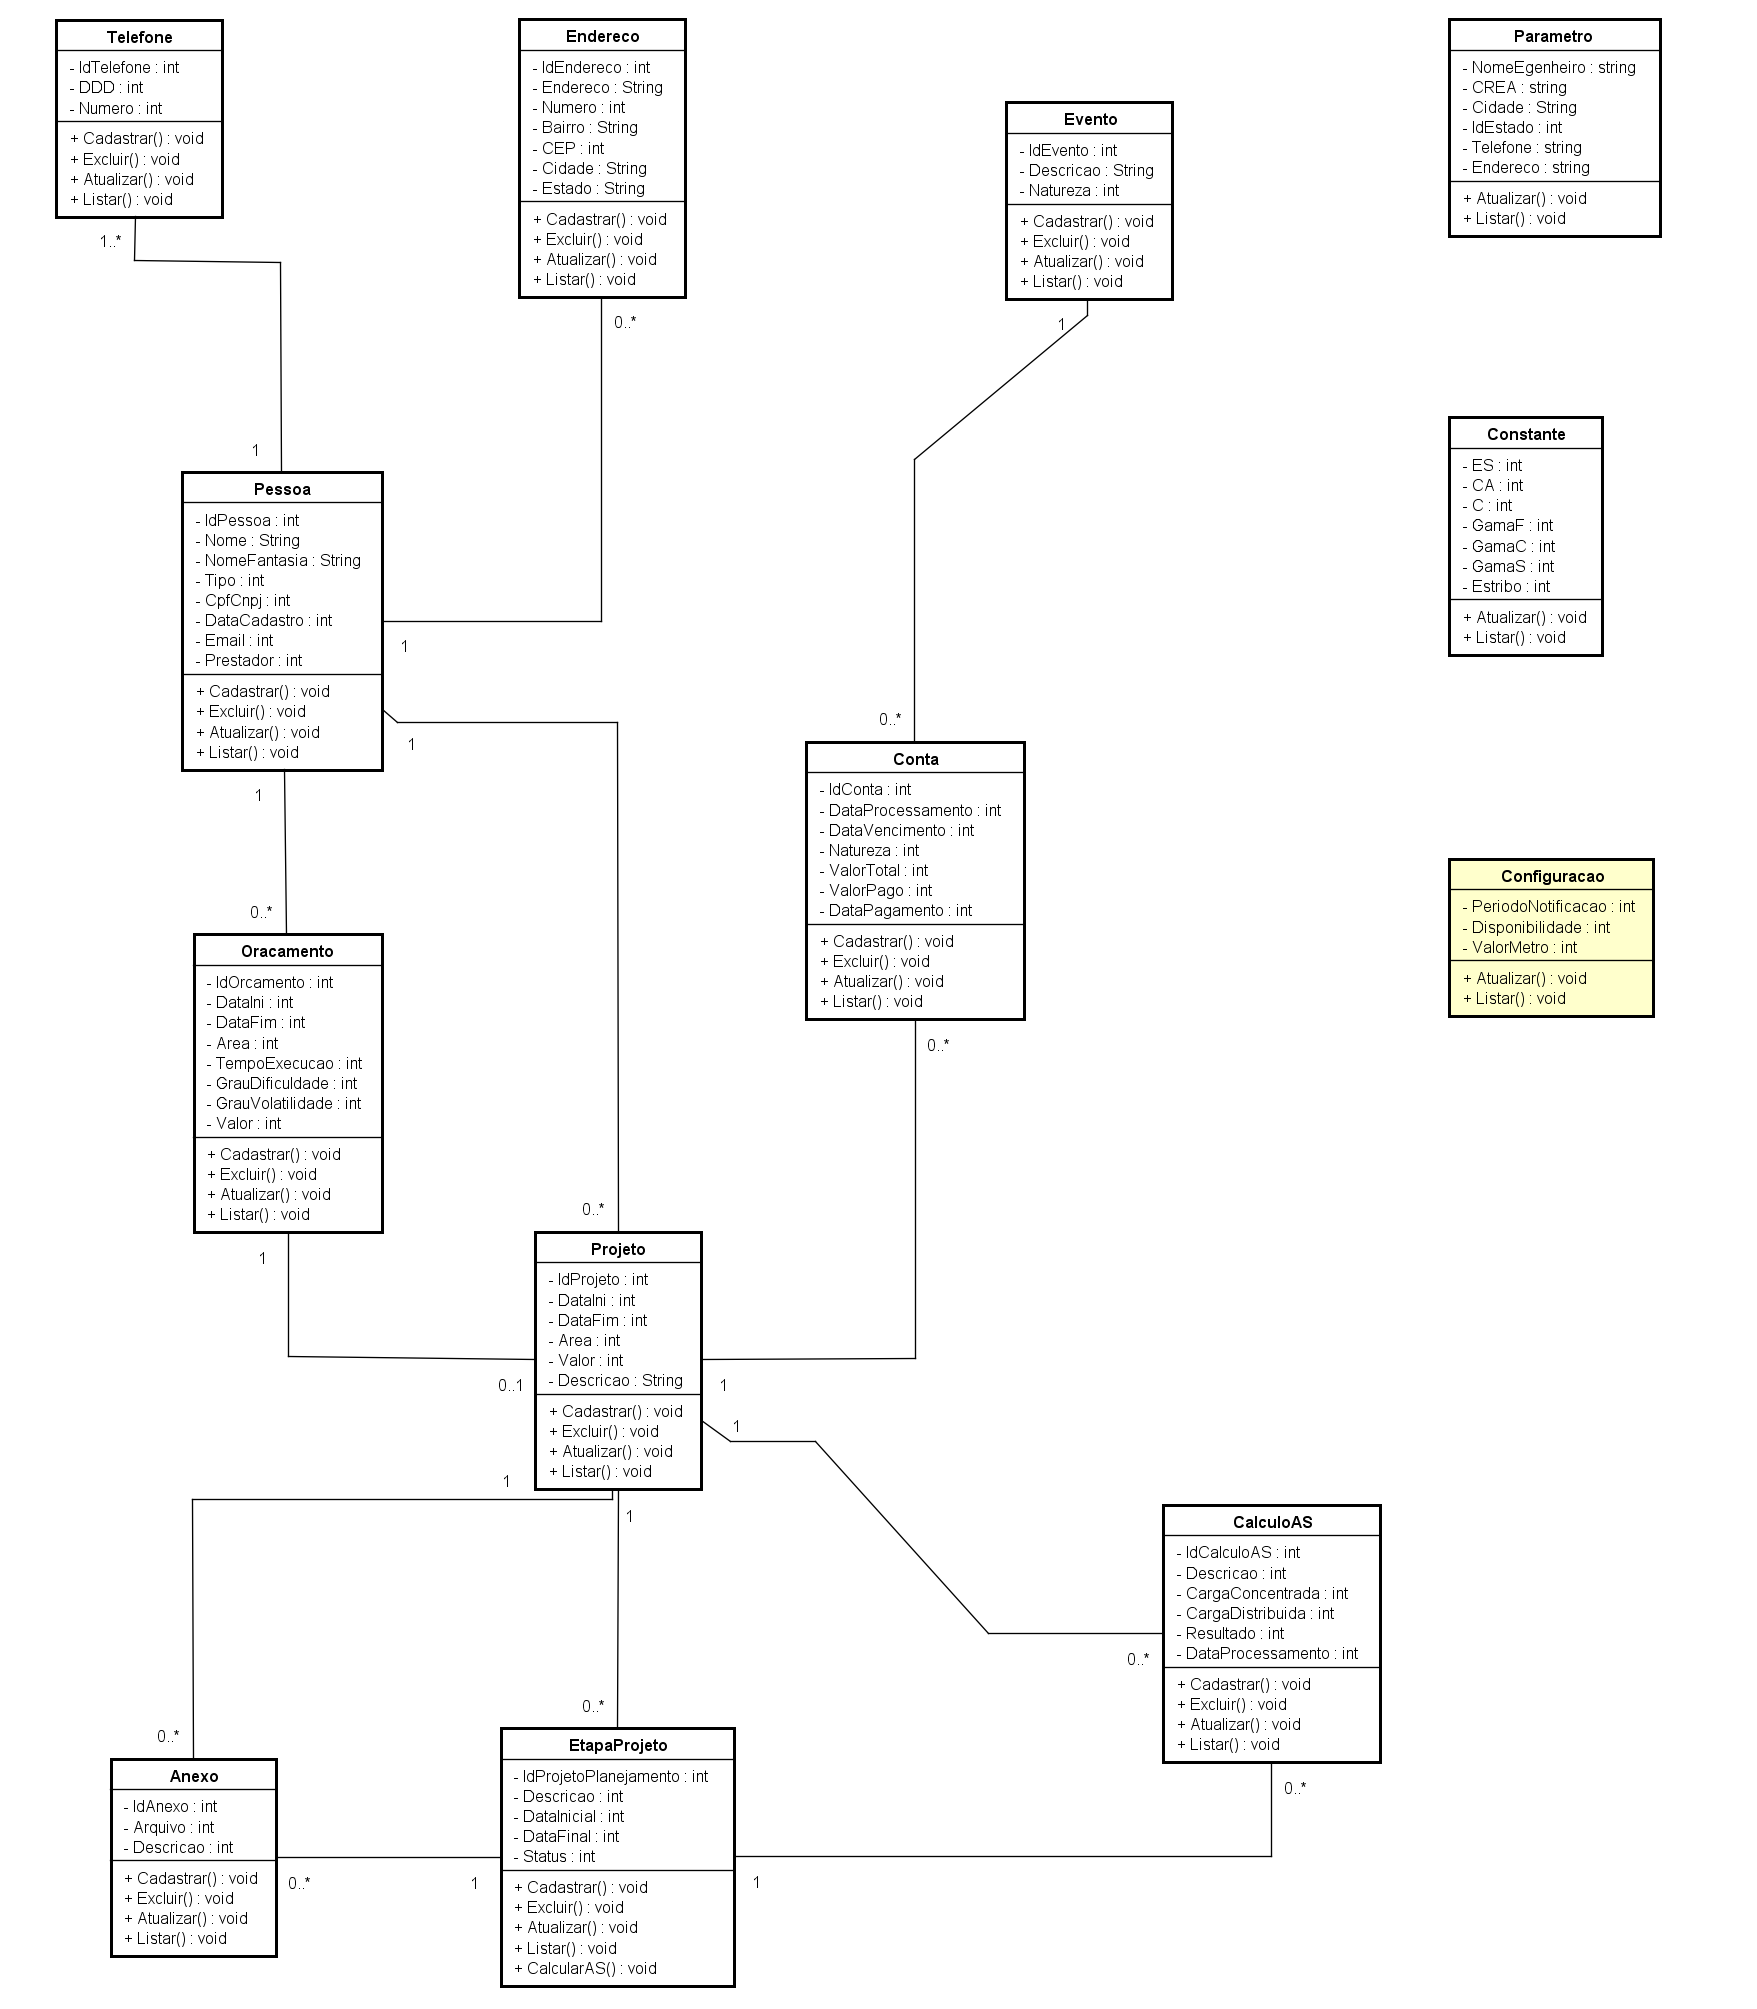 Telefone
- IdTelefone : int
- DDD : int
- Numero : int
+ Cadastrar() : void
+ Excluir() : void
+ Atualizar() : void
+ Listar() : void
1..*
1
Endereco
- IdEndereco : int
- Endereco : String
- Numero : int
- Bairro : String
- CEP : int
- Cidade : String
- Estado : String
+ Cadastrar() : void
+ Excluir() : void
+ Atualizar() : void
+ Listar() : void
0..*
1
Evento
- IdEvento : int
- Descricao : String
- Natureza : int
+ Cadastrar() : void
+ Excluir() : void
+ Atualizar() : void
+ Listar() : void
1
0..*
Parametro
- NomeEgenheiro : string
- CREA : string
- Cidade : String
- IdEstado : int
- Telefone : string
- Endereco : string
+ Atualizar() : void
+ Listar() : void
Constante
- ES : int
- CA : int
- C : int
- GamaF : int
- GamaC : int
- GamaS : int
- Estribo : int
+ Atualizar() : void
+ Listar() : void
Pessoa
- IdPessoa : int
- Nome : String
- NomeFantasia : String
- Tipo : int
- CpfCnpj : int
- DataCadastro : int
- Email : int
- Prestador : int
+ Cadastrar() : void
+ Excluir() : void
+ Atualizar() : void
+ Listar() : void
1
0..*
1
0..*
Conta
- IdConta : int
- DataProcessamento : int
- DataVencimento : int
- Natureza : int
- ValorTotal : int
- ValorPago : int
- DataPagamento : int
+ Cadastrar() : void
+ Excluir() : void
+ Atualizar() : void
+ Listar() : void
0..*
1
Configuracao
- PeriodoNotificacao : int
- Disponibilidade : int
- ValorMetro : int
+ Atualizar() : void
+ Listar() : void
Oracamento
- IdOrcamento : int
- DataIni : int
- DataFim : int
- Area : int
- TempoExecucao : int
- GrauDificuldade : int
- GrauVolatilidade : int
- Valor : int
+ Cadastrar() : void
+ Excluir() : void
+ Atualizar() : void
+ Listar() : void
1
0..1
Projeto
- IdProjeto : int
- DataIni : int
- DataFim : int
- Area : int
- Valor : int
- Descricao : String
+ Cadastrar() : void
+ Excluir() : void
+ Atualizar() : void
+ Listar() : void
1
0..*
1
0..*
1
0..*
CalculoAS
- IdCalculoAS : int
- Descricao : int
- CargaConcentrada : int
- CargaDistribuida : int
- Resultado : int
- DataProcessamento : int
+ Cadastrar() : void
+ Excluir() : void
+ Atualizar() : void
+ Listar() : void
0..*
1
Anexo
- IdAnexo : int
- Arquivo : int
- Descricao : int
+ Cadastrar() : void
+ Excluir() : void
+ Atualizar() : void
+ Listar() : void
0..*
1
EtapaProjeto
- IdProjetoPlanejamento : int
- Descricao : int
- DataInicial : int
- DataFinal : int
- Status : int
+ Cadastrar() : void
+ Excluir() : void
+ Atualizar() : void
+ Listar() : void
+ CalcularAS() : void